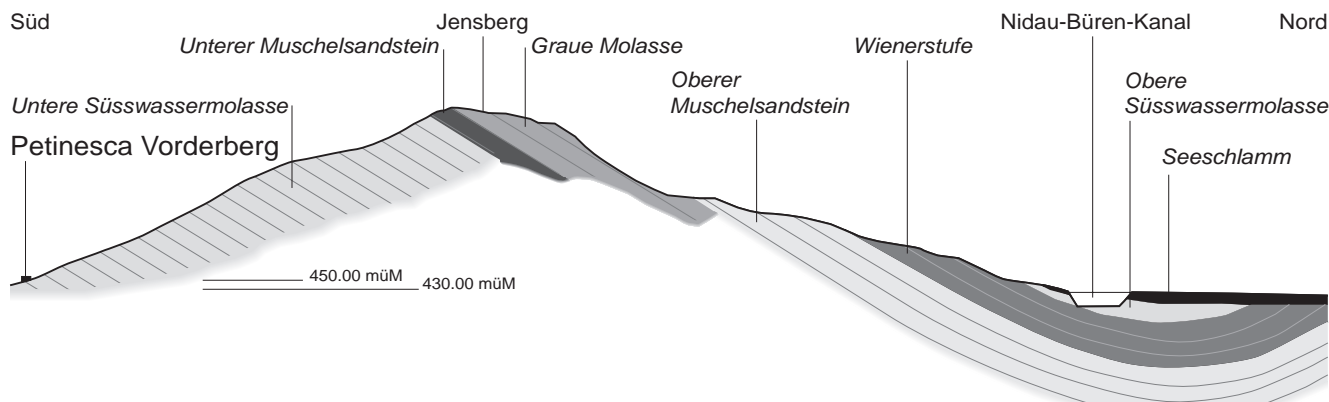 Süd
Jensberg
Nidau-Büren-Kanal
Nord
Unterer Muschelsandstein
Graue Molasse
Wienerstufe
Oberer
Muschelsandstein
Obere
Süsswassermolasse
Untere Süsswassermolasse
Petinesca Vorderberg
Seeschlamm
450.00 müM
430.00 müM